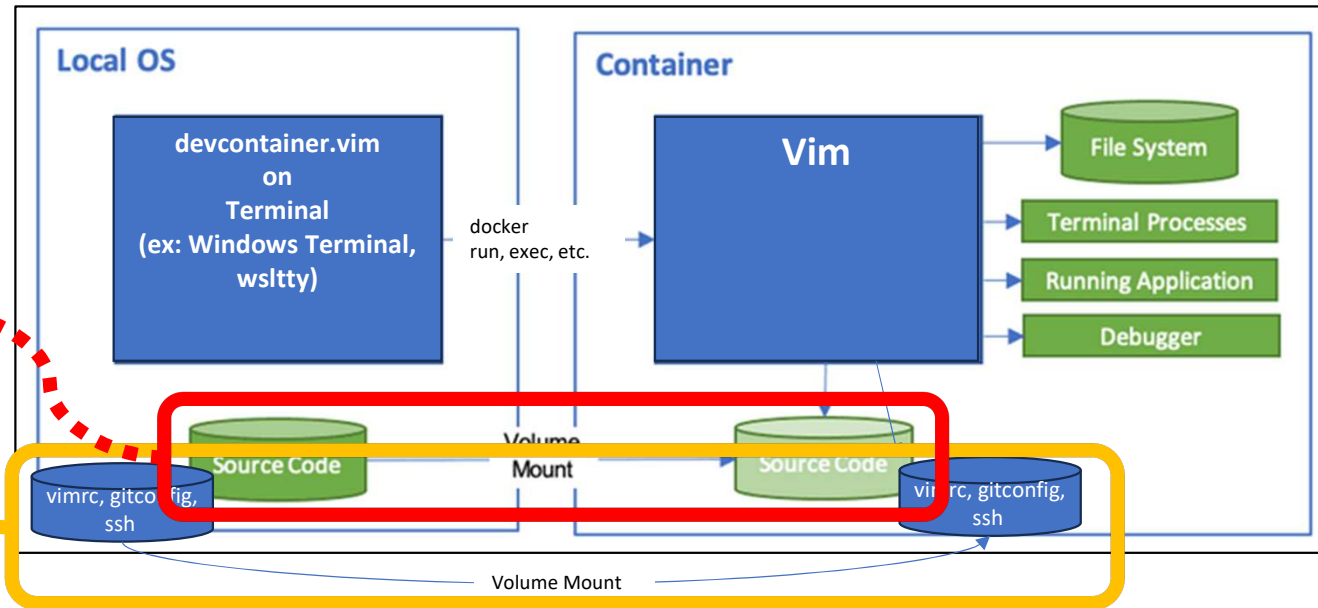 Local OS
devcontainer.vim
on
Terminal
(ex: Windows Terminal,
wsltty)
docker
run, exec, etc.
Container
Vim
File System
Terminal Processes
Running Application
Debugger
Source Code
Volume
Mount
Source Code
vimrc, gitconfig,
ssh
vimrc, gitconfig,
ssh
Volume Mount